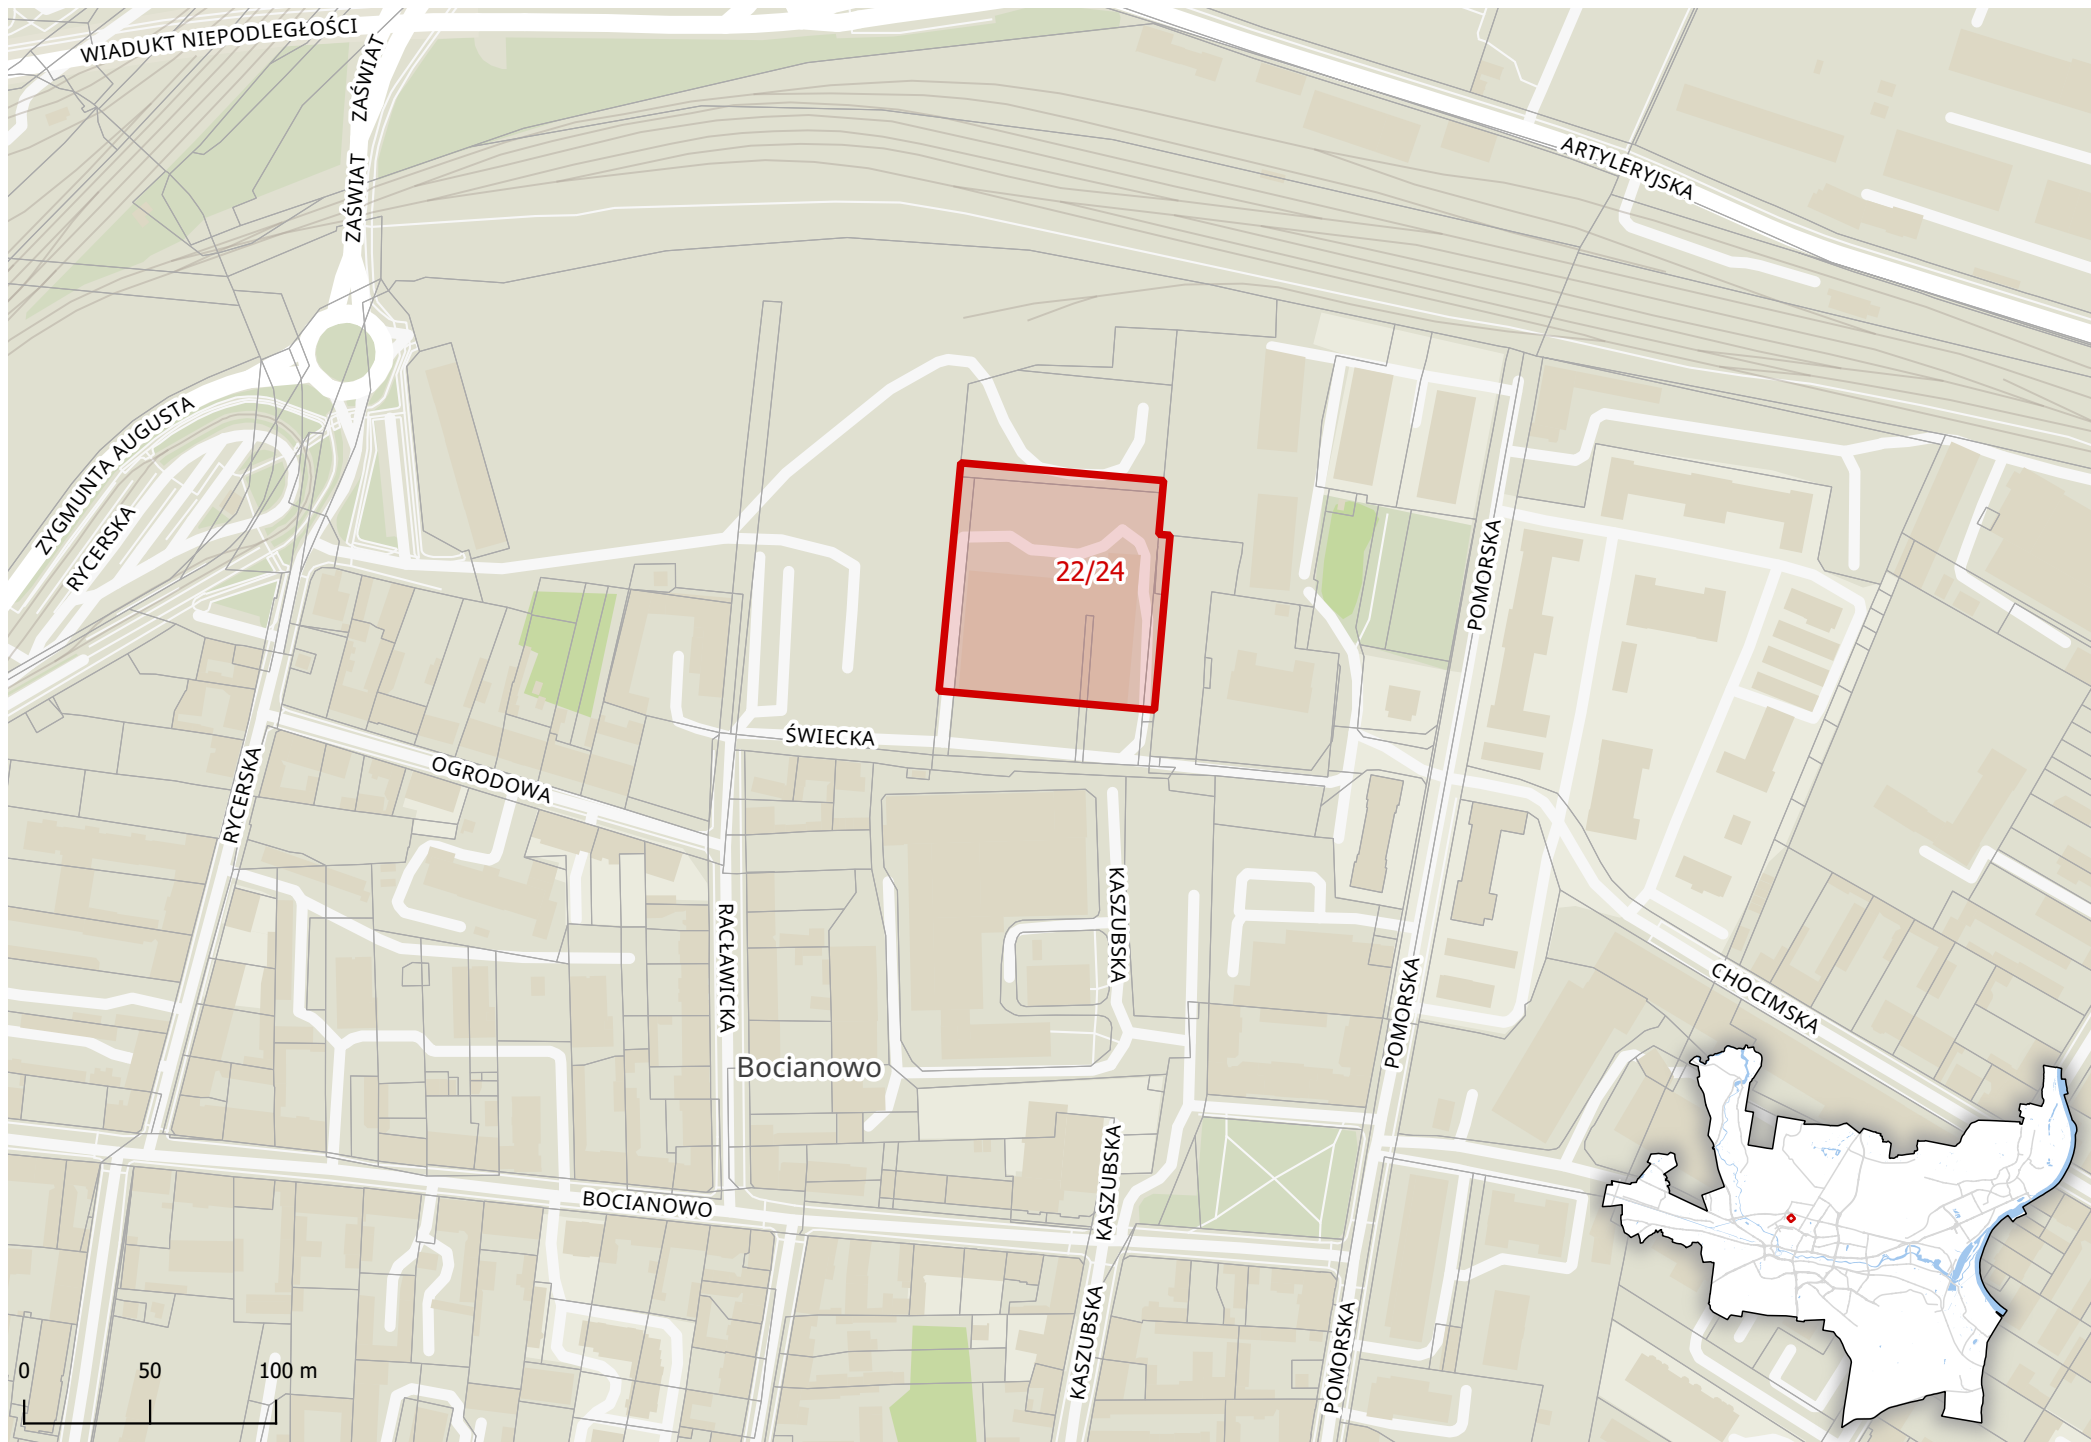 WIADUKT NIEPODLEGŁOŚCI
ZAŚWIAT
ZAŚWIAT
ARTYLERYJSKA
ZYGMUNTA AUGUSTA
RYCERSKA
22/24
POMORSKA
ŚWIECKA
OGRODOWA
RYCERSKA
RACŁAWICKA
KASZUBSKA
POMORSKA
CHOCIMSKA
Bocianowo
KASZUBSKA
BOCIANOWO
KASZUBSKA
POMORSKA
0 50 100 m